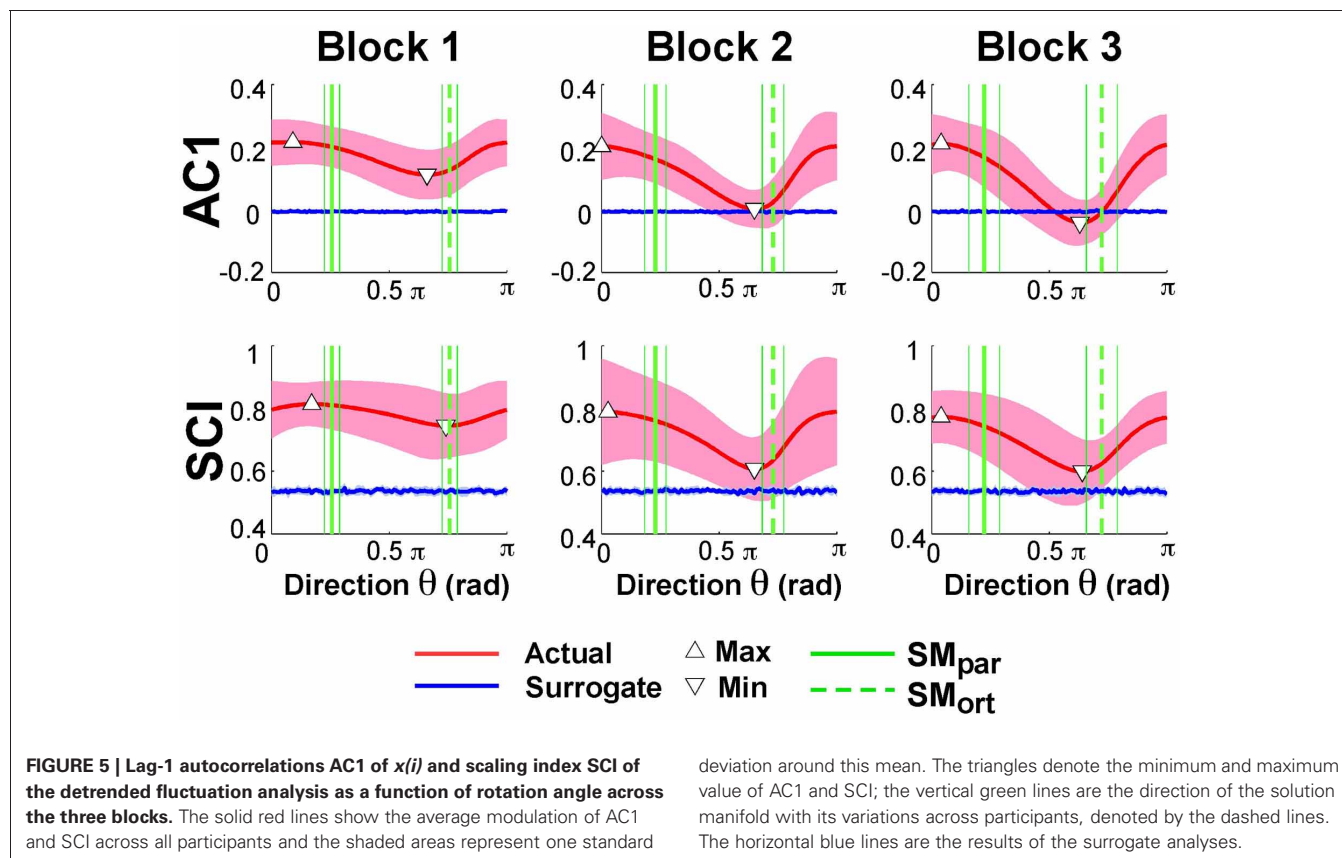 Block 1 Block 2 Block 3
AC1
0.4 0.4 0.4
0.2 0.2 0.2
0 0 0
-0.2 -0.2 -0.2
0 0.5 π π 0 0.5 π π 0 0.5 π π
SCI
1 1 1
0.8 0.8 0.8
0.6 0.6 0.6
0.4 0.4 0.4
0 0.5 π π 0 0.5 π π 0 0.5 π π
Direction θ (rad) Direction θ (rad) Direction θ (rad)
Actual △ Max SMpar
Surrogate ▽ Min SMort
FIGURE 5 | Lag-1 autocorrelations AC1 of x(i) and scaling index SCI of
the detrended fluctuation analysis as a function of rotation angle across
the three blocks. The solid red lines show the average modulation of AC1
and SCI across all participants and the shaded areas represent one standard
deviation around this mean. The triangles denote the minimum and maximum
value of AC1 and SCI; the vertical green lines are the direction of the solution
manifold with its variations across participants, denoted by the dashed lines.
The horizontal blue lines are the results of the surrogate analyses.